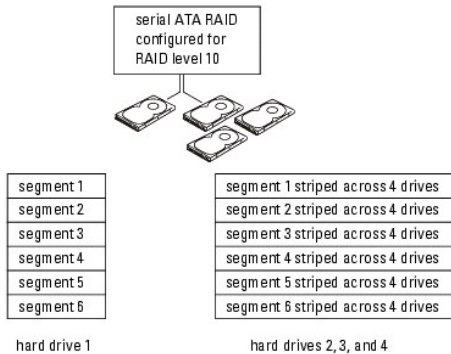 serial ATA RAID
configured for
RAID level 10
segment 1
segment 2
segment 3
segment 4
segment 5
segment 6
hard drive 1
segment 1 striped across 4 drives
segment 2 striped across 4 drives
segment 3 striped across 4 drives
segment 4 striped across 4 drives
segment 5 striped across 4 drives
segment 6 striped across 4 drives
hard drives 2, 3, and 4